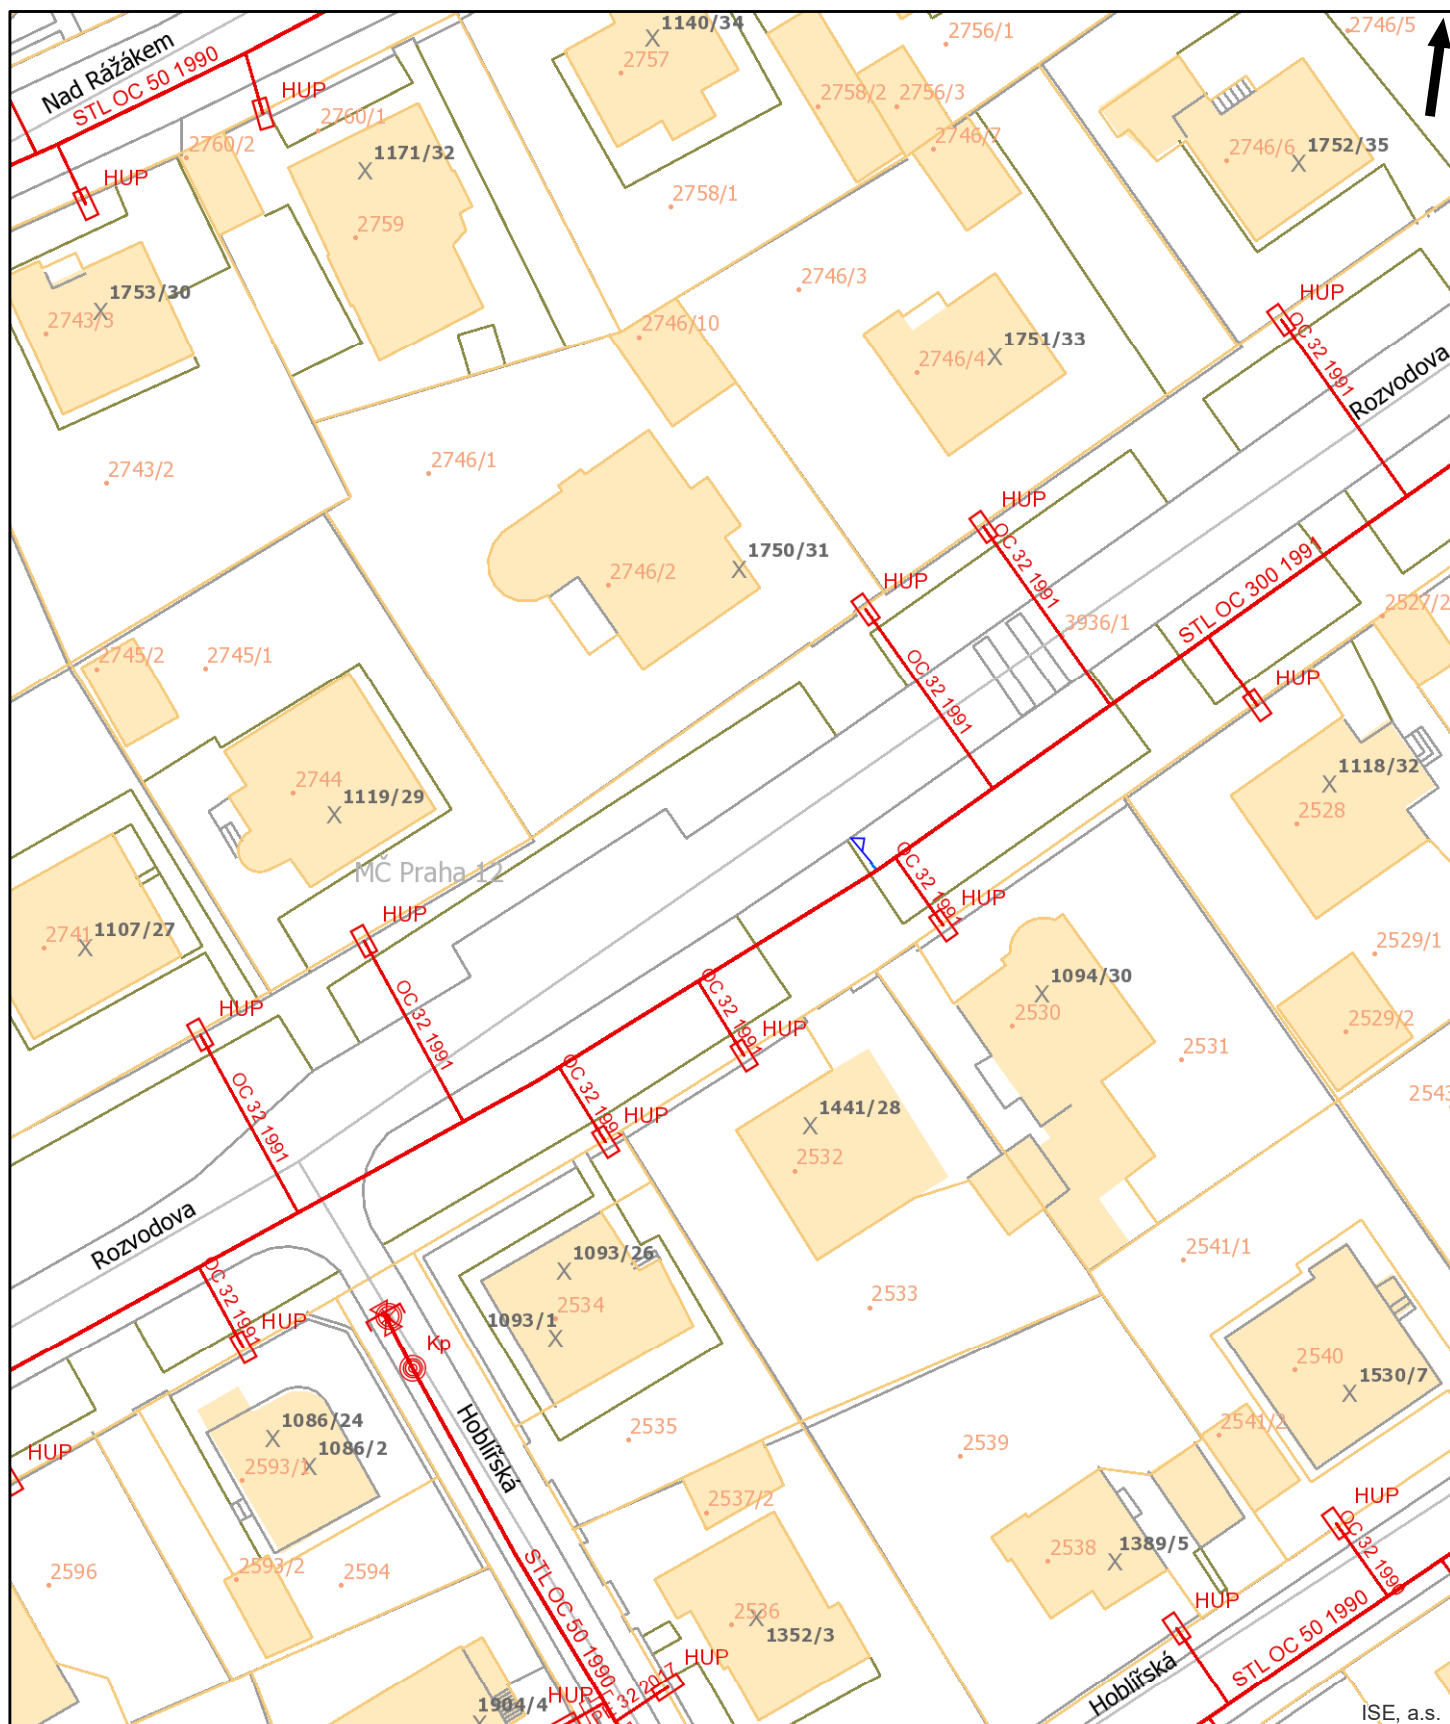 1140/34
2757
2756/1
2746/5
Nad Rážákem
STL OC 50 1990
HUP
2760/1
2758/2
2756/3
2746/7
2760/2
1171/32
2746/6
1752/35
HUP
2758/1
2759
1753/30
2746/3
HUP
2743/3
2746/10
OC 32 1991
1751/33
2746/4
Rozvodova
2743/2
2746/1
HUP
OC 32 1991
STL OC 300 1991
1750/31
2746/2
HUP
2527/2
3936/1
2745/2
2745/1
OC 32 1991
HUP
2744
1119/29
1118/32
2528
MČ Praha 12
OC 32 1991
HUP
HUP
2741
1107/27
2529/1
OC 32 1991
1094/30
HUP
OC 32 1991
2530
HUP
2529/2
2531
OC 32 1991
OC 32 1991
HUP
1441/28
2532
2543
Rozvodova
1093/26
2541/1
OC 32 1991
HUP
2534
1093/1
2533
Kp
2540
1530/7
1086/24
1086/2
2593/1
Hoblířská
2535
2539
2541/2
HUP
2537/2
HUP
OC 32 1990
2538
1389/5
2596
2593/2
2594
STL OC 50 1990
2536
1352/3
HUP
STL OC 50 1990
HUP
32 2017
Hoblířská
HUP
1904/4
ISE, a.s.